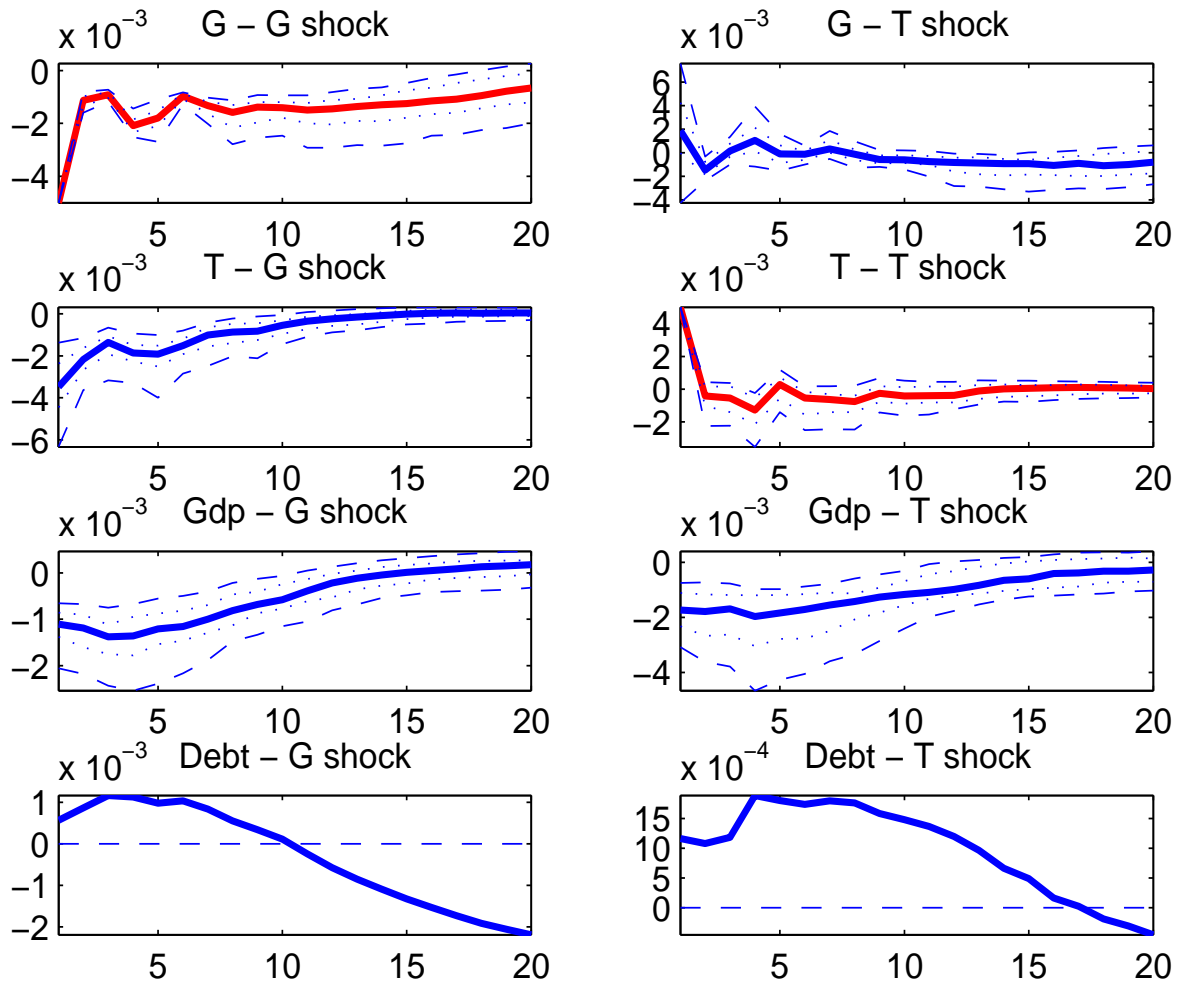 x 10−3 G − G shock
0
−2
−4
5 10 15 20
x 10−3 G − T shock
6
4
2
0
−2
−4
5 10 15 20
x 10−3 T − G shock
0
−2
−4
−6
5 10 15 20
x 10−3 T − T shock
4
2
0
−2
5 10 15 20
x 10−3 Gdp − G shock
0
−1
−2
5 10 15 20
x 10−3 Gdp − T shock
0
−2
−4
5 10 15 20
x 10−3 Debt − G shock
1
0
−1
−2
5 10 15 20
x 10−4 Debt − T shock
15
10
5
0
5 10 15 20